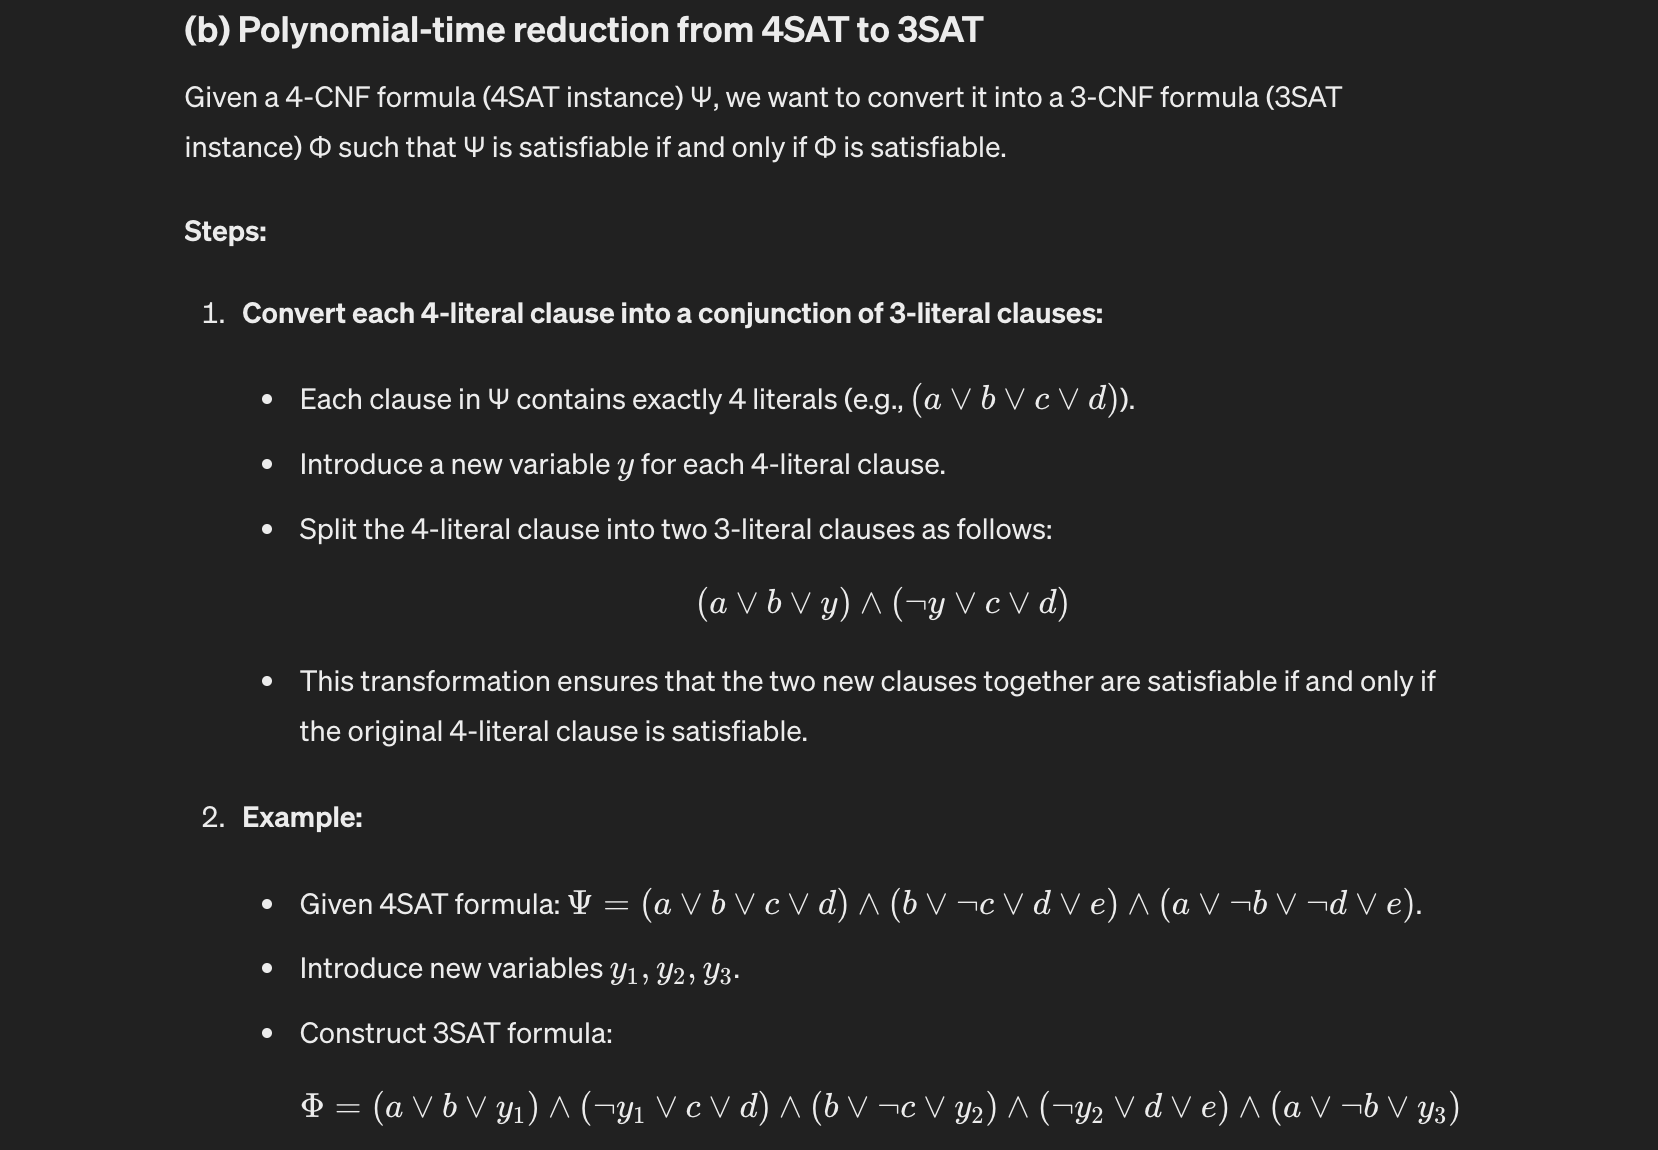 (b) Polynomial-time reduction from 4SAT to 3SAT
Given a 4-CNF formula (4SAT instance) Ψ, we want to convert it into a 3-CNF formula (3SAT
instance) Φ such that Ψ is satisfiable if and only if Φ is satisfiable.
Steps:
1. Convert each 4-literal clause into a conjunction of 3-literal clauses:
• Each clause in Ψ contains exactly 4 literals (e.g., (a ∨ b ∨ c ∨ d)).
• Introduce a new variable y for each 4-literal clause.
• Split the 4-literal clause into two 3-literal clauses as follows:
(a ∨ b ∨ y) ∧ (¬y ∨ c ∨ d)
• This transformation ensures that the two new clauses together are satisfiable if and only if
the original 4-literal clause is satisfiable.
2. Example:
• Given 4SAT formula: Ψ = (a ∨ b ∨ c ∨ d) ∧ (b ∨ ¬c ∨ d ∨ e) ∧ (a ∨ ¬b ∨ ¬d ∨ e).
• Introduce new variables y₁, y₂, y₃.
• Construct 3SAT formula:
Φ = (a ∨ b ∨ y₁) ∧ (¬y₁ ∨ c ∨ d) ∧ (b ∨ ¬c ∨ y₂) ∧ (¬y₂ ∨ d ∨ e) ∧ (a ∨ ¬b ∨ y₃)